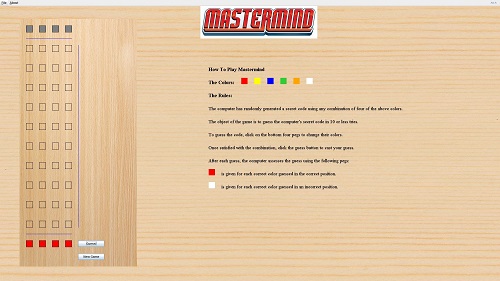 File About
MASTERMIND
How To Play Mastermind
The Colors:
The Rules:
The computer has randomly generated a secret code using any combination of four of the above colors.
The object of the game is to guess the computer's secret code in 10 or less tries.
To guess the code, click on the bottom four pegs to change their colors.
Once satisfied with the combination, click the guess button to cast your guess.
After each guess, the computer assesses the guess using the following pegs:
is given for each correct color guessed in the correct position.
is given for each correct color guessed in an incorrect position.
New Game